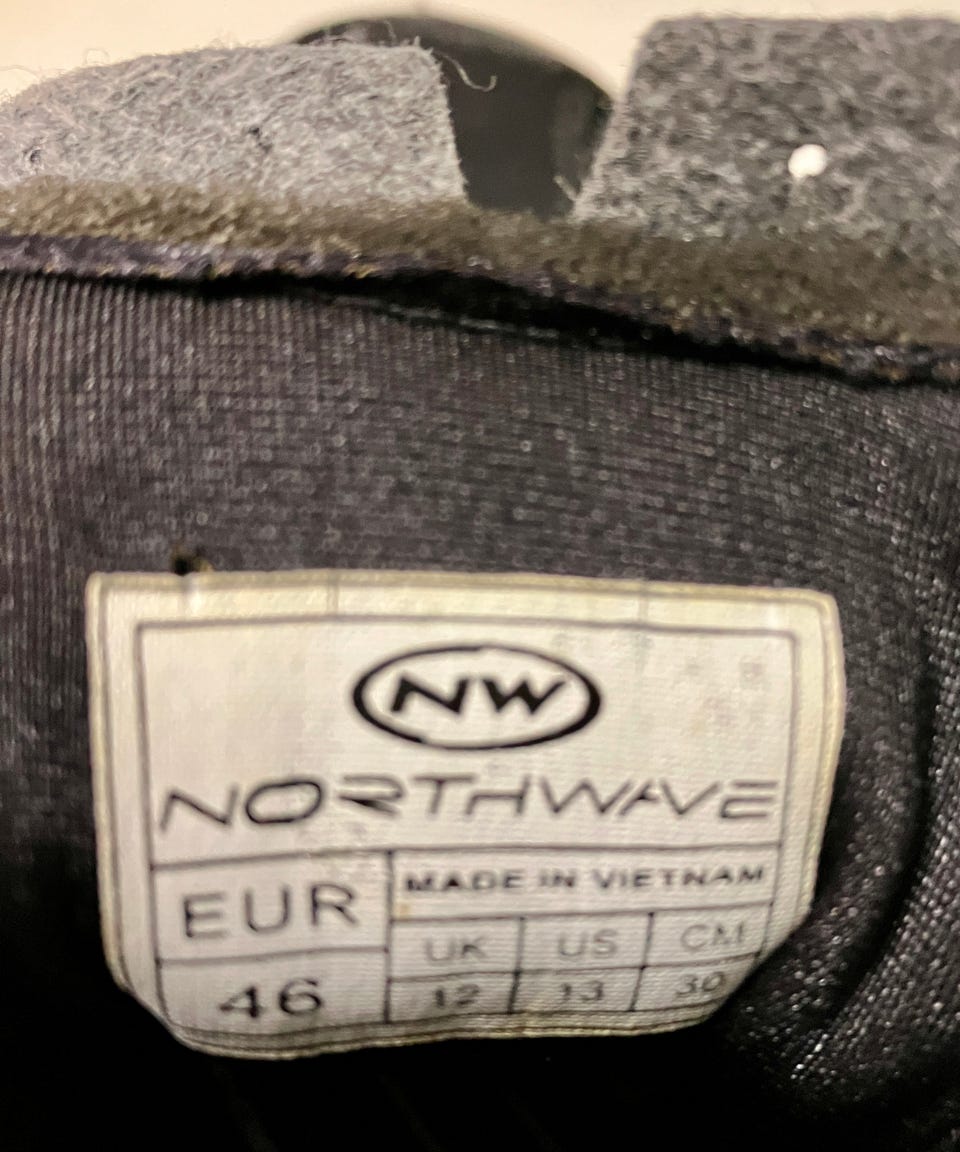 NW
NORTHWAVE
EUR
46
MADE IN VIETNAM
UK US CM
12 13 30